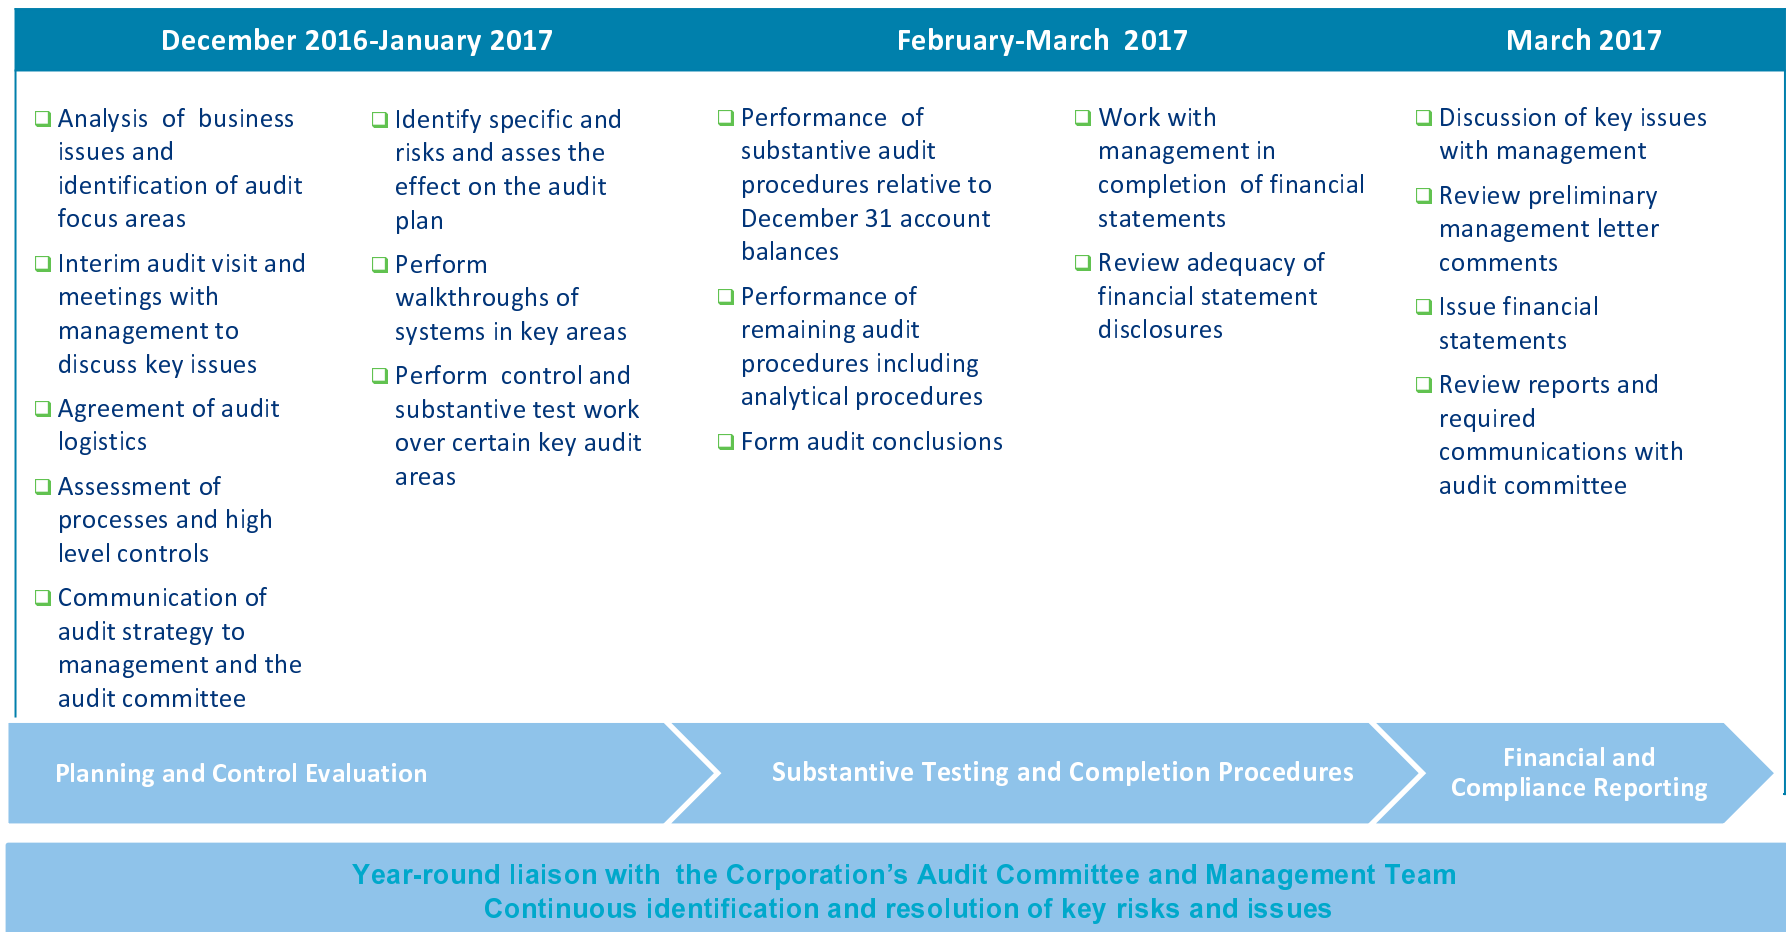 December 2016-January 2017
February-March 2017
March 2017
Analysis of business
issues and
identification of audit
focus areas
Interim audit visit and
meetings with
management to
discuss key issues
Agreement of audit
logistics
Assessment of
processes and high
level controls
Communication of
audit strategy to
management and the
audit committee
Identify specific and
risks and asses the
effect on the audit
plan
Perform
walkthroughs of
systems in key areas
Perform control and
substantive test work
over certain key audit
areas
Performance of
substantive audit
procedures relative to
December 31 account
balances
Performance of
remaining audit
procedures including
analytical procedures
Form audit conclusions
Work with
management in
completion of financial
statements
Review adequacy of
financial statement
disclosures
Discussion of key issues
with management
Review preliminary
management letter
comments
Issue financial
statements
Review reports and
required
communications with
audit committee
Planning and Control Evaluation
Substantive Testing and Completion Procedures
Financial and
Compliance Reporting
Year-round liaison with the Corporation’s Audit Committee and Management Team
Continuous identification and resolution of key risks and issues